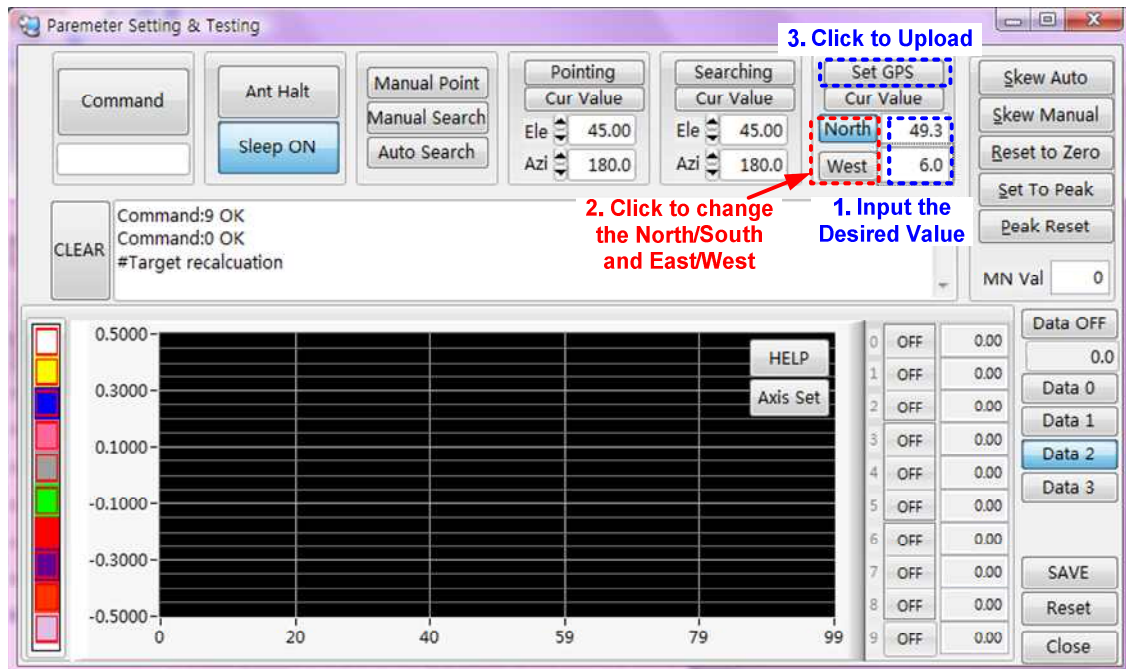 Paremeter Setting & Testing
3. Click to Upload
Command
Ant Halt
Sleep ON
Manual Point
Manual Search
Auto Search
Pointing
Cur Value
Ele 45.00
Azi 180.0
Searching
Cur Value
Ele 45.00
Azi 180.0
Set GPS
Cur Value
North 49.3
West 6.0
Skew Auto
Skew Manual
Reset to Zero
Set To Peak
Peak Reset
MN Val 0
2. Click to change
the North/South
and East/West
1. Input the
Desired Value
CLEAR
Command:9 OK
Command:0 OK
#Target recalcuation
0.5000
0.3000
0.1000
-0.1000
-0.3000
-0.5000
0 20 40 59 79 99
HELP
Axis Set
0 OFF 0.00
1 OFF 0.00
2 OFF 0.00
3 OFF 0.00
4 OFF 0.00
5 OFF 0.00
6 OFF 0.00
7 OFF 0.00
8 OFF 0.00
9 OFF 0.00
Data OFF
0.0
Data 0
Data 1
Data 2
Data 3
SAVE
Reset
Close